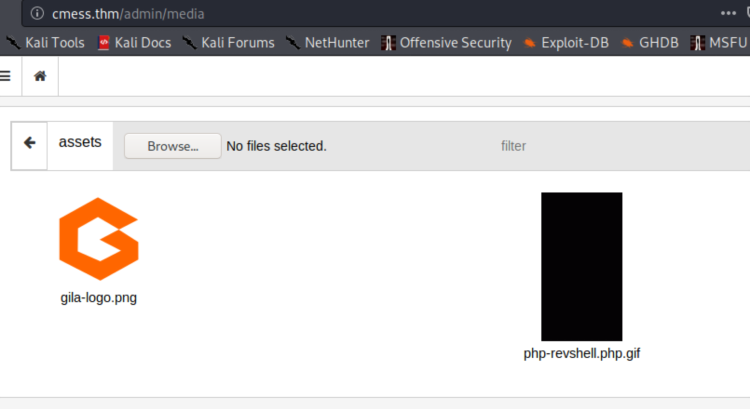 cmess.thm/admin/media
Kali Tools Kali Docs Kali Forums NetHunter Offensive Security Exploit-DB GHDB MSFU
assets Browse... No files selected. filter
gila-logo.png
php-revshell.php.gif